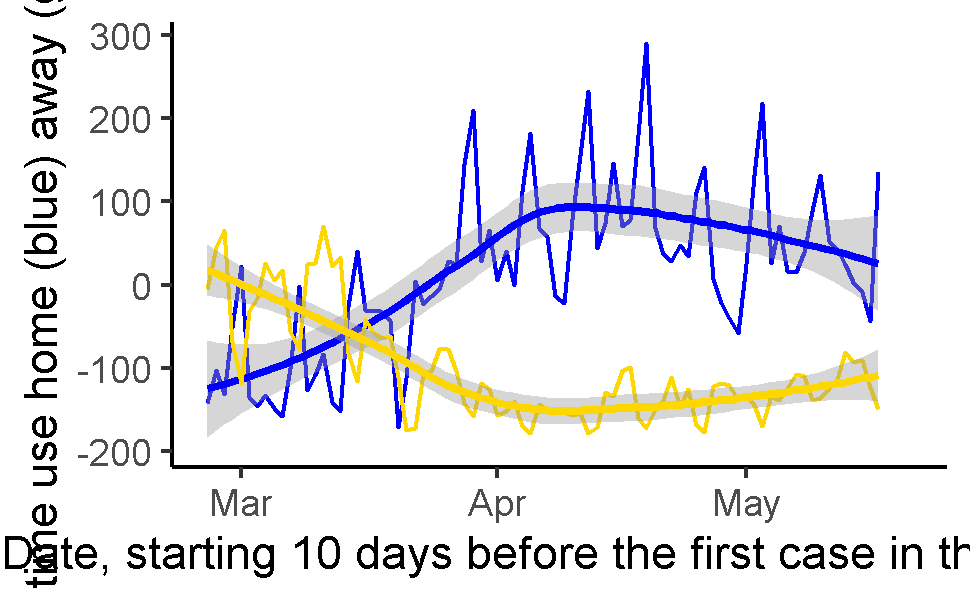 time use home (blue) away (
300
200
100
0
-100
-200
Mar Apr May
Date, starting 10 days before the first case in th